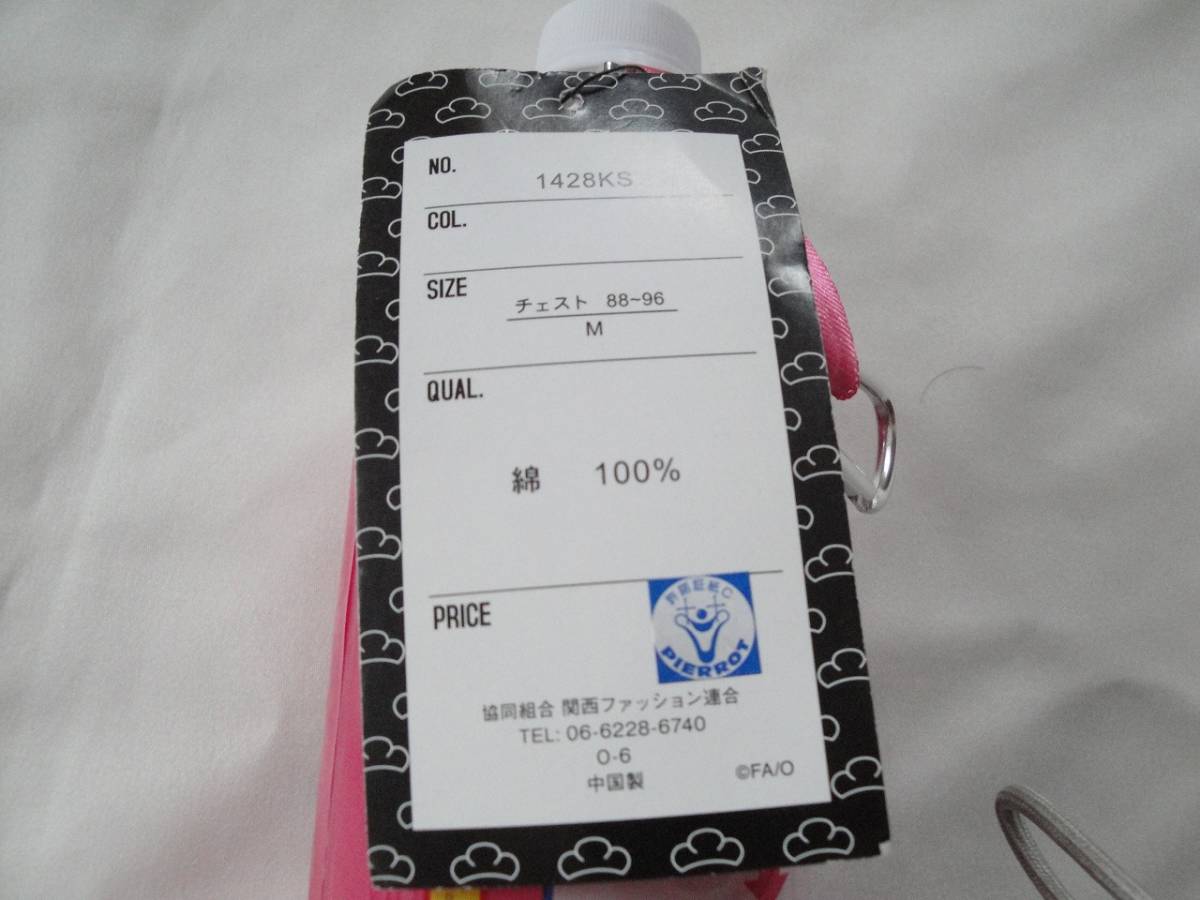 NO.
1428KS
COL.
SIZE
チェスト 88~96
M
QUAL.
綿 100%
PRICE
PIERROT
協同組合 関西ファッション連合
TEL: 06-6228-6740
O-6
中国製
©FA/O